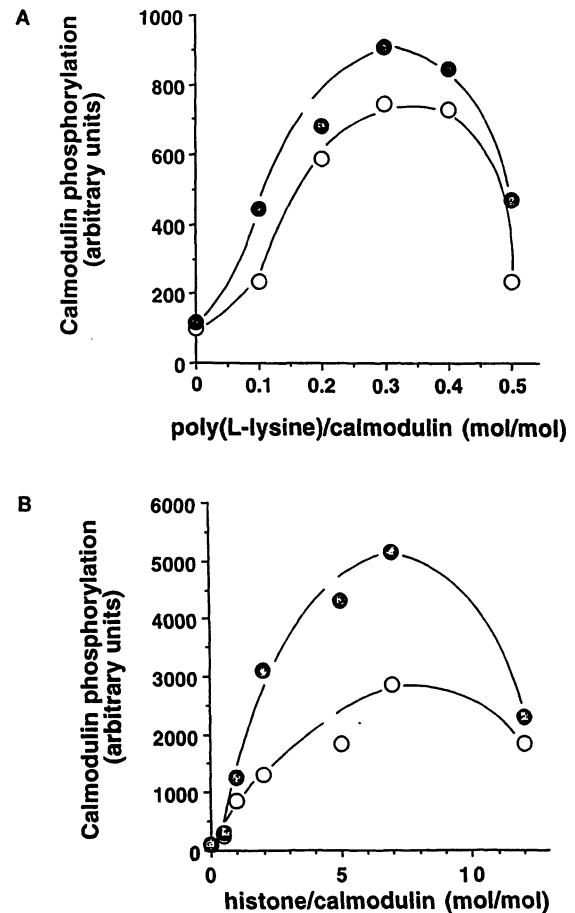 A
Calmodulin phosphorylation
(arbitrary units)
1000
800
600
400
200
0
0 0.1 0.2 0.3 0.4 0.5
poly(L-lysine)/calmodulin (mol/mol)
B
Calmodulin phosphorylation
(arbitrary units)
6000
5000
4000
3000
2000
1000
0
0 5 10
histone/calmodulin (mol/mol)